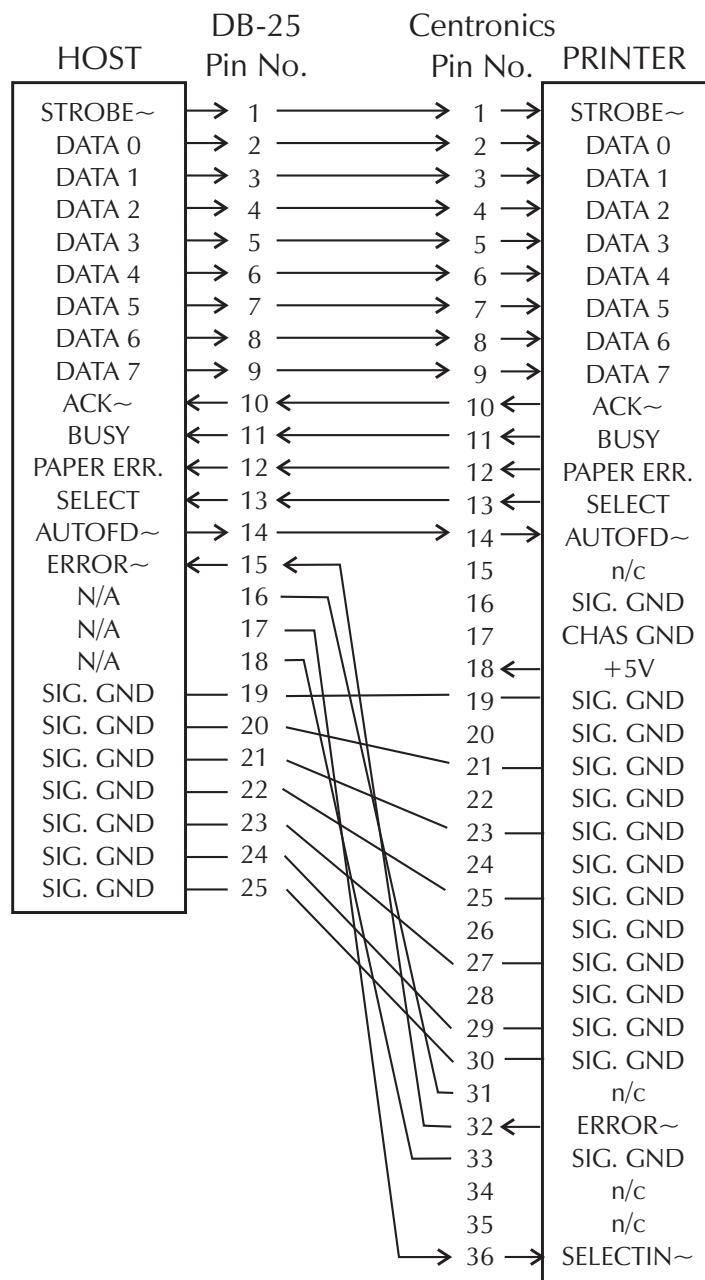 DB-25 Centronics
HOST Pin No. Pin No. PRINTER
STROBE~ 1 1 STROBE~
DATA 0 2 2 DATA 0
DATA 1 3 3 DATA 1
DATA 2 4 4 DATA 2
DATA 3 5 5 DATA 3
DATA 4 6 6 DATA 4
DATA 5 7 7 DATA 5
DATA 6 8 8 DATA 6
DATA 7 9 9 DATA 7
ACK~ 10 10 ACK~
BUSY 11 11 BUSY
PAPER ERR. 12 12 PAPER ERR.
SELECT 13 13 SELECT
AUTOFD~ 14 14 AUTOFD~
ERROR~ 15 15 n/c
N/A 16 16 SIG. GND
N/A 17 17 CHAS GND
N/A 18 18 +5V
SIG. GND 19 19 SIG. GND
SIG. GND 20 20 SIG. GND
SIG. GND 21 21 SIG. GND
SIG. GND 22 22 SIG. GND
SIG. GND 23 23 SIG. GND
SIG. GND 24 24 SIG. GND
SIG. GND 25 25 SIG. GND
26 SIG. GND
27 SIG. GND
28 SIG. GND
29 SIG. GND
30 SIG. GND
31 n/c
32 ERROR~
33 SIG. GND
34 n/c
35 n/c
36 SELECTIN~